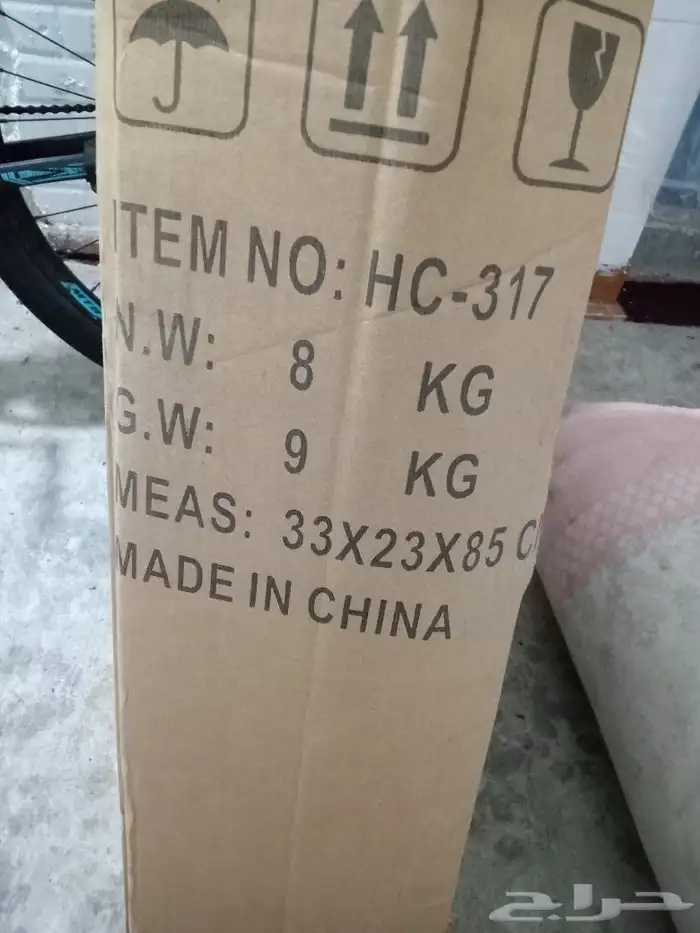 ITEM NO: HC-317
N.W: 8 KG
G.W: 9 KG
MEAS: 33X23X85 C
MADE IN CHINA
حراج